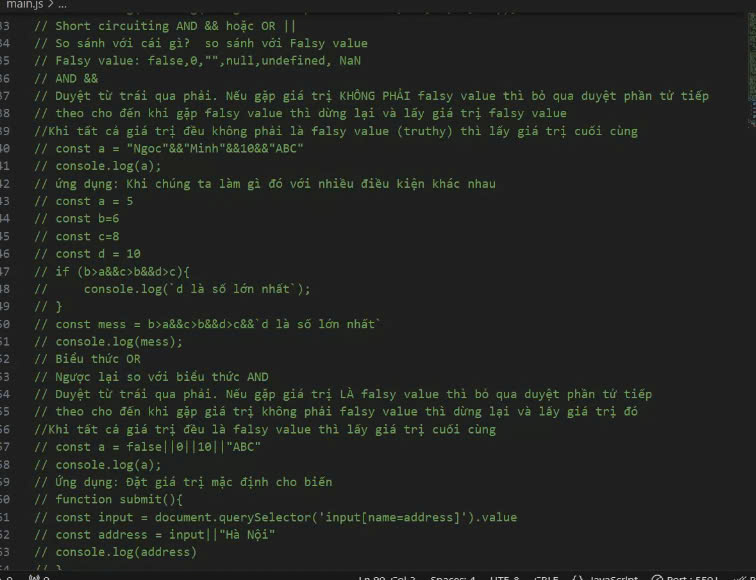 main.js > ...
33 // Short circuiting AND && hoặc OR ||
34 // So sánh với cái gì?  so sánh với Falsy value
35 // Falsy value: false,0,"",null,undefined, NaN
36 // AND &&
37 // Duyệt từ trái qua phải. Nếu gặp giá trị KHÔNG PHẢI falsy value thì bỏ qua duyệt phần tử tiếp
38 // theo cho đến khi gặp falsy value thì dừng lại và lấy giá trị falsy value
39 //Khi tất cả giá trị đều không phải là falsy value (truthy) thì lấy giá trị cuối cùng
40 // const a = "Ngoc"&&"Minh"&&10&&"ABC"
41 // console.log(a);
42 // ứng dụng: Khi chúng ta làm gì đó với nhiều điều kiện khác nhau
43 // const a = 5
44 // const b=6
45 // const c=8
46 // const d = 10
47 // if (b>a&&c>b&&d>c){
48 //     console.log(`d là số lớn nhất`);
49 // }
50 // const mess = b>a&&c>b&&d>c&&`d là số lớn nhất`
51 // console.log(mess);
52 // Biểu thức OR
53 // Ngược lại so với biểu thức AND
54 // Duyệt từ trái qua phải. Nếu gặp giá trị LÀ falsy value thì bỏ qua duyệt phần tử tiếp
55 // theo cho đến khi gặp giá trị không phải falsy value thì dừng lại và lấy giá trị đó
56 //Khi tất cả giá trị đều là falsy value thì lấy giá trị cuối cùng
57 // const a = false||0||10||"ABC"
58 // console.log(a);
59 // Ứng dụng: Đặt giá trị mặc định cho biến
60 // function submit(){
61 // const input = document.querySelector('input[name=address]').value
62 // const address = input||"Hà Nội"
63 // console.log(address)
64 // }